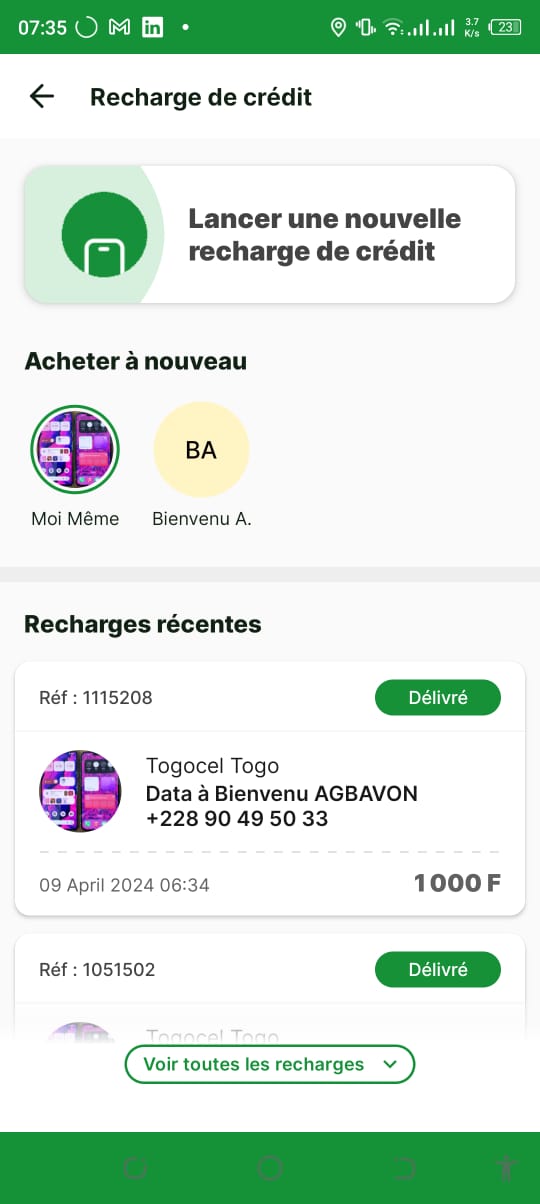 07:35
3.7
K/s
23
Recharge de crédit
Lancer une nouvelle
recharge de crédit
Acheter à nouveau
BA
Moi Même
Bienvenu A.
Recharges récentes
Réf : 1115208
Délivré
Togocel Togo
Data à Bienvenu AGBAVON
+228 90 49 50 33
09 April 2024 06:34
1 000 F
Réf : 1051502
Délivré
Togocel Togo
Voir toutes les recharges